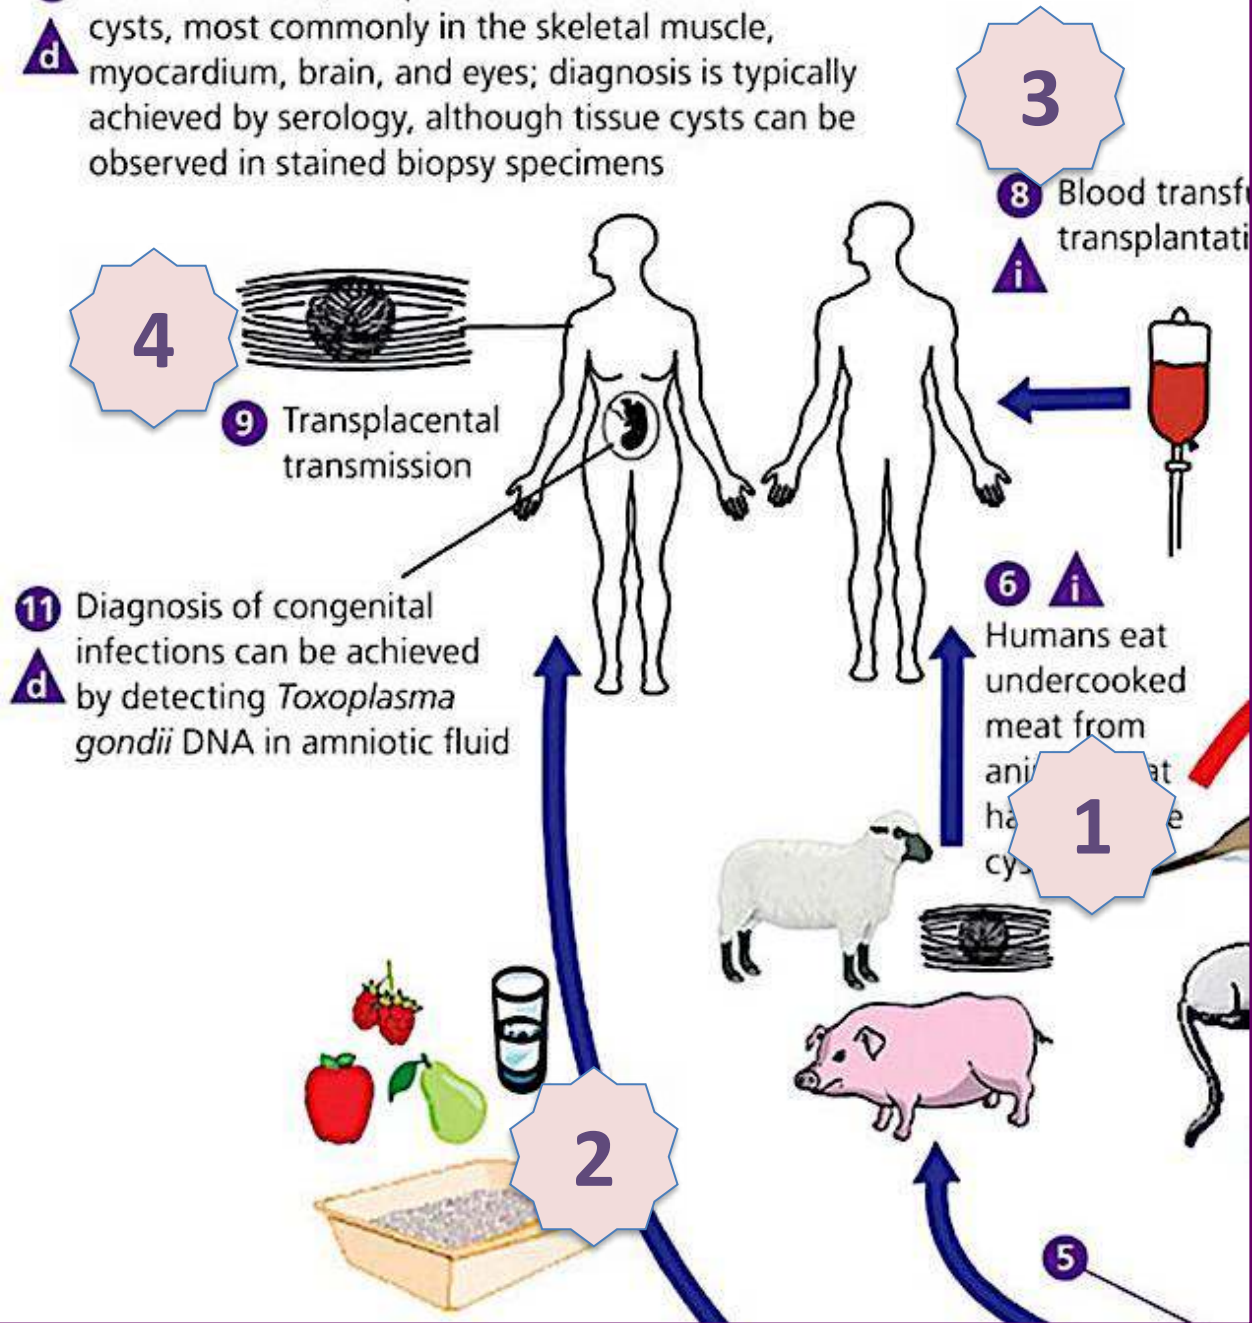 d
cysts, most commonly in the skeletal muscle,
myocardium, brain, and eyes; diagnosis is typically
achieved by serology, although tissue cysts can be
observed in stained biopsy specimens
3
8 Blood
i
4
9 Transplacental
transmission
11 Diagnosis of congenital
d
infections can be achieved
by detecting Toxoplasma
gondii DNA in amniotic fluid
6 i
Humans eat
undercooked
meat from
1
2
5